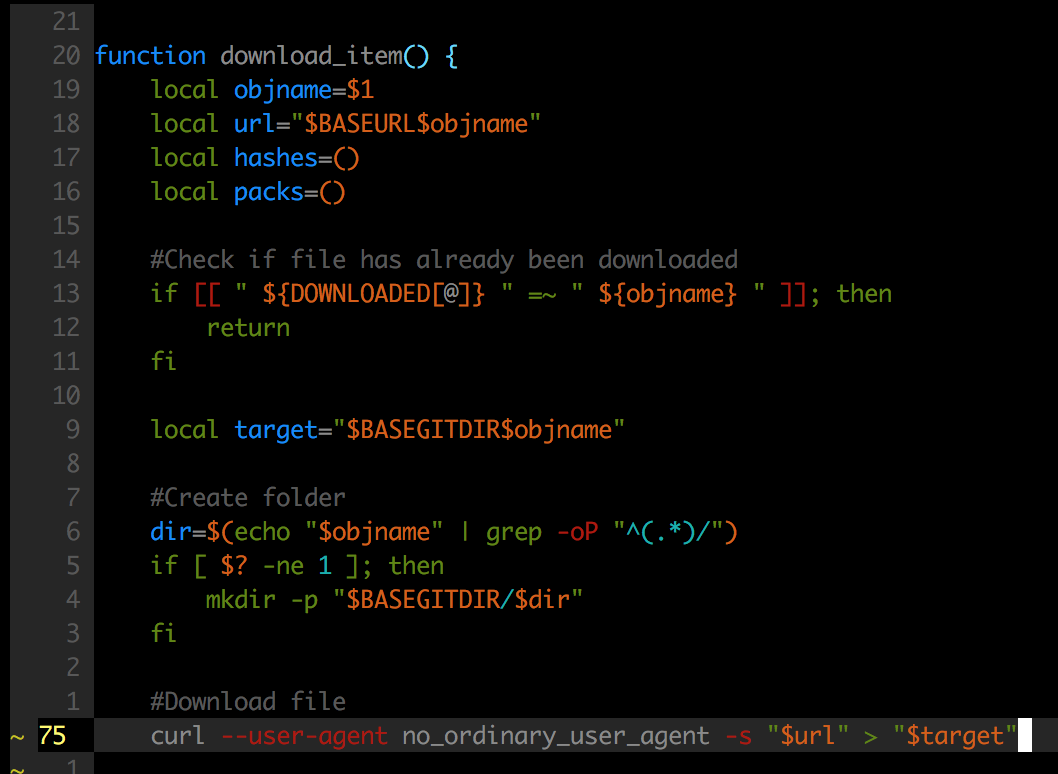 21
20 function download_item() {
19     local objname=$1
18     local url="$BASEURL$objname"
17     local hashes=()
16     local packs=()
15
14     #Check if file has already been downloaded
13     if [[ " ${DOWNLOADED[@]} " =~ " ${objname} " ]]; then
12         return
11     fi
10
9     local target="$BASEGITDIR$objname"
8
7     #Create folder
6     dir=$(echo "$objname" | grep -oP "^(.*)/")
5     if [ $? -ne 1 ]; then
4         mkdir -p "$BASEGITDIR/$dir"
3     fi
2
1     #Download file
~ 75     curl --user-agent no_ordinary_user_agent -s "$url" > "$target"
~ 1